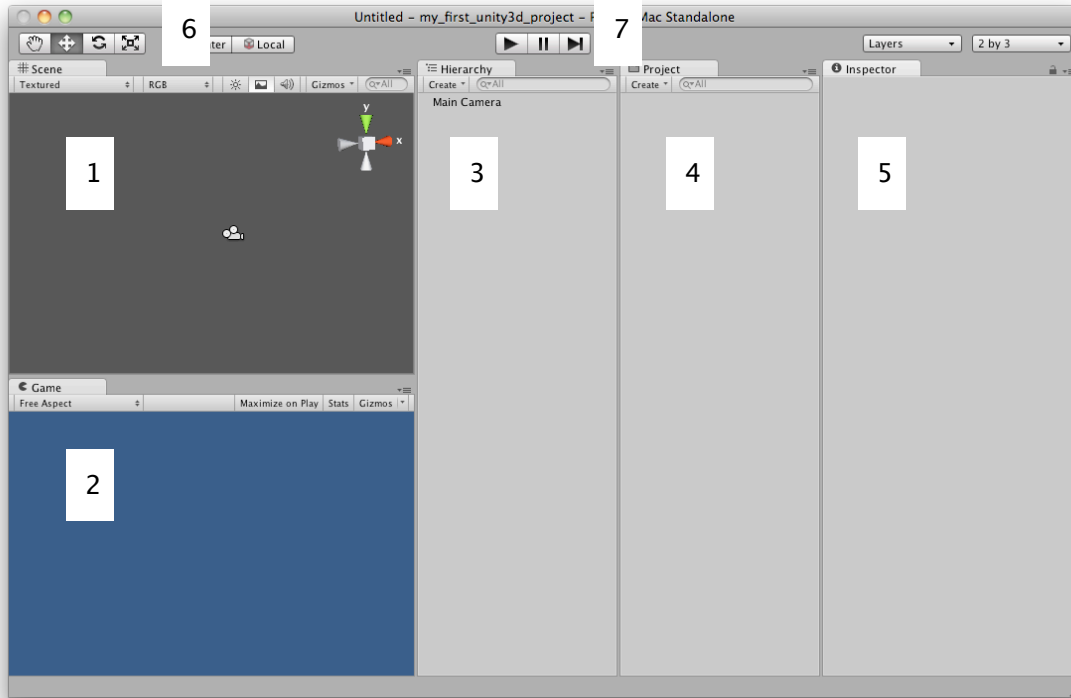 Untitled – my_first_unity3d_project – Mac Standalone
6
7
Local
Layers
2 by 3
Scene
Hierarchy
Project
Inspector
Textured
RGB
Gizmos
All
Create
All
Create
All
Main Camera
y
x
1
3
4
5
Game
Free Aspect
Maximize on Play
Stats
Gizmos
2